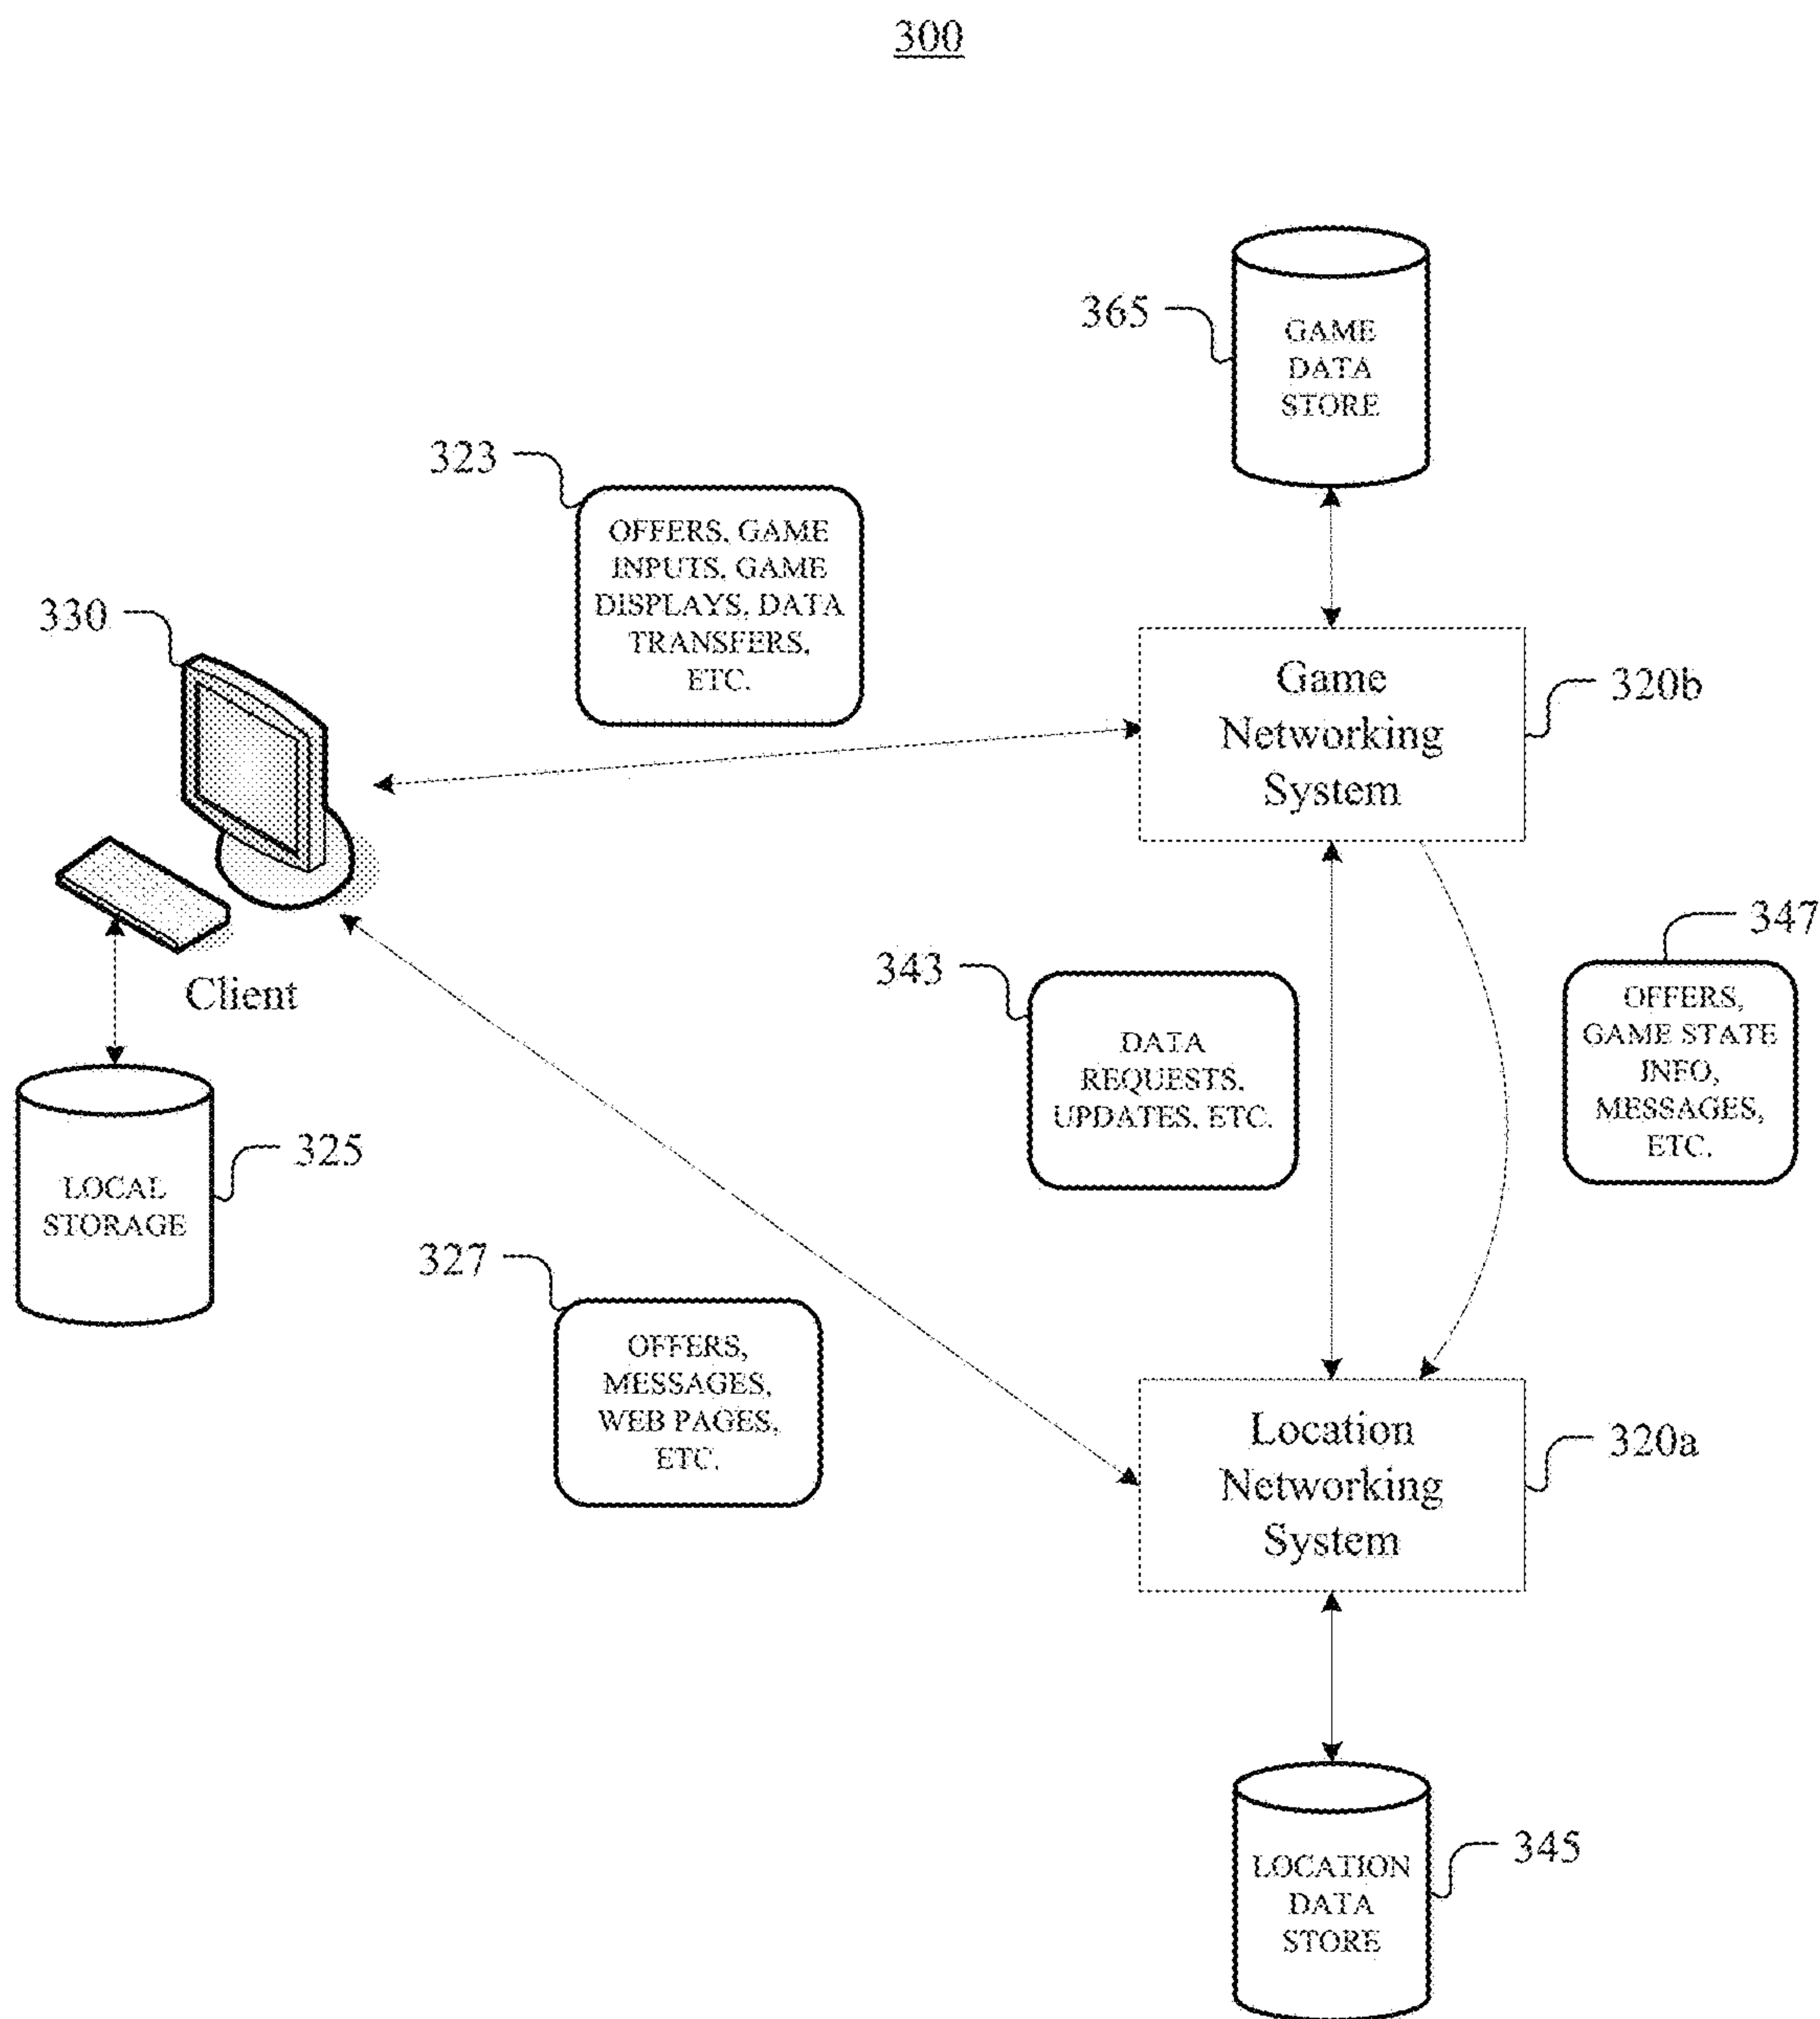 300
365
GAME
DATA
STORE
323
OFFERS, GAME
INPUTS, GAME
DISPLAYS, DATA
TRANSFERS,
ETC.
330
Game
Networking
System
320b
Client
343
DATA
REQUESTS,
UPDATES, ETC.
347
OFFERS,
GAME STATE
INFO,
MESSAGES,
ETC.
LOCAL
STORAGE
325
327
OFFERS,
MESSAGES,
WEB PAGES,
ETC.
Location
Networking
System
320a
LOCATION
DATA
STORE
345